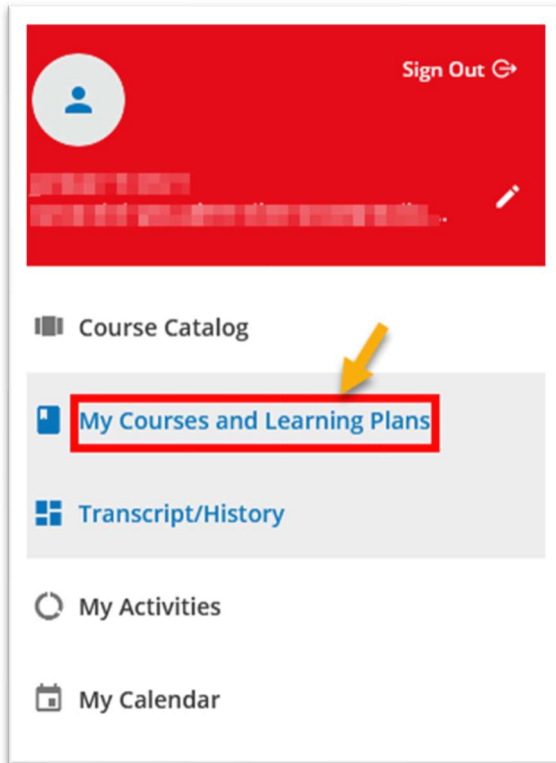 Sign Out
Course Catalog
My Courses and Learning Plans
Transcript/History
My Activities
My Calendar